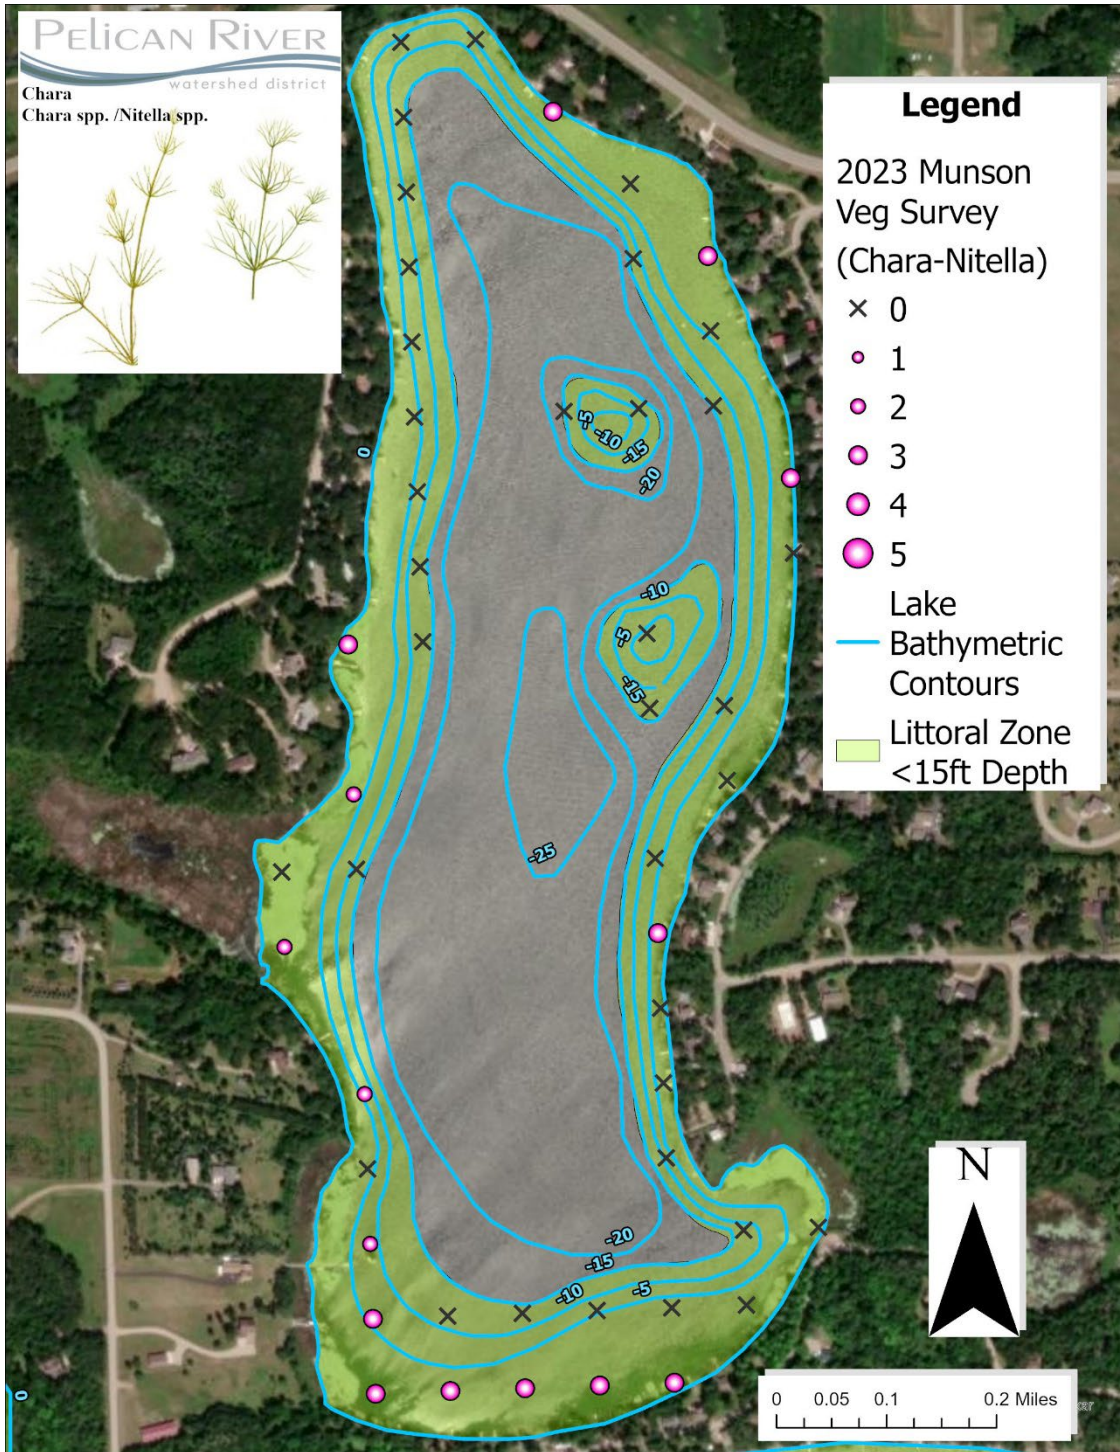 PELICAN RIVER
watershed district
Chara
Chara spp. /Nitella spp.
Legend
2023 Munson
Veg Survey
(Chara-Nitella)
0
1
2
3
4
5
Lake
Bathymetric
Contours
Littoral Zone
<15ft Depth
0
-5
-10
-15
-20
-10
-5
-15
-25
-20
-15
-10
-5
0
N
0 0.05 0.1 0.2 Miles